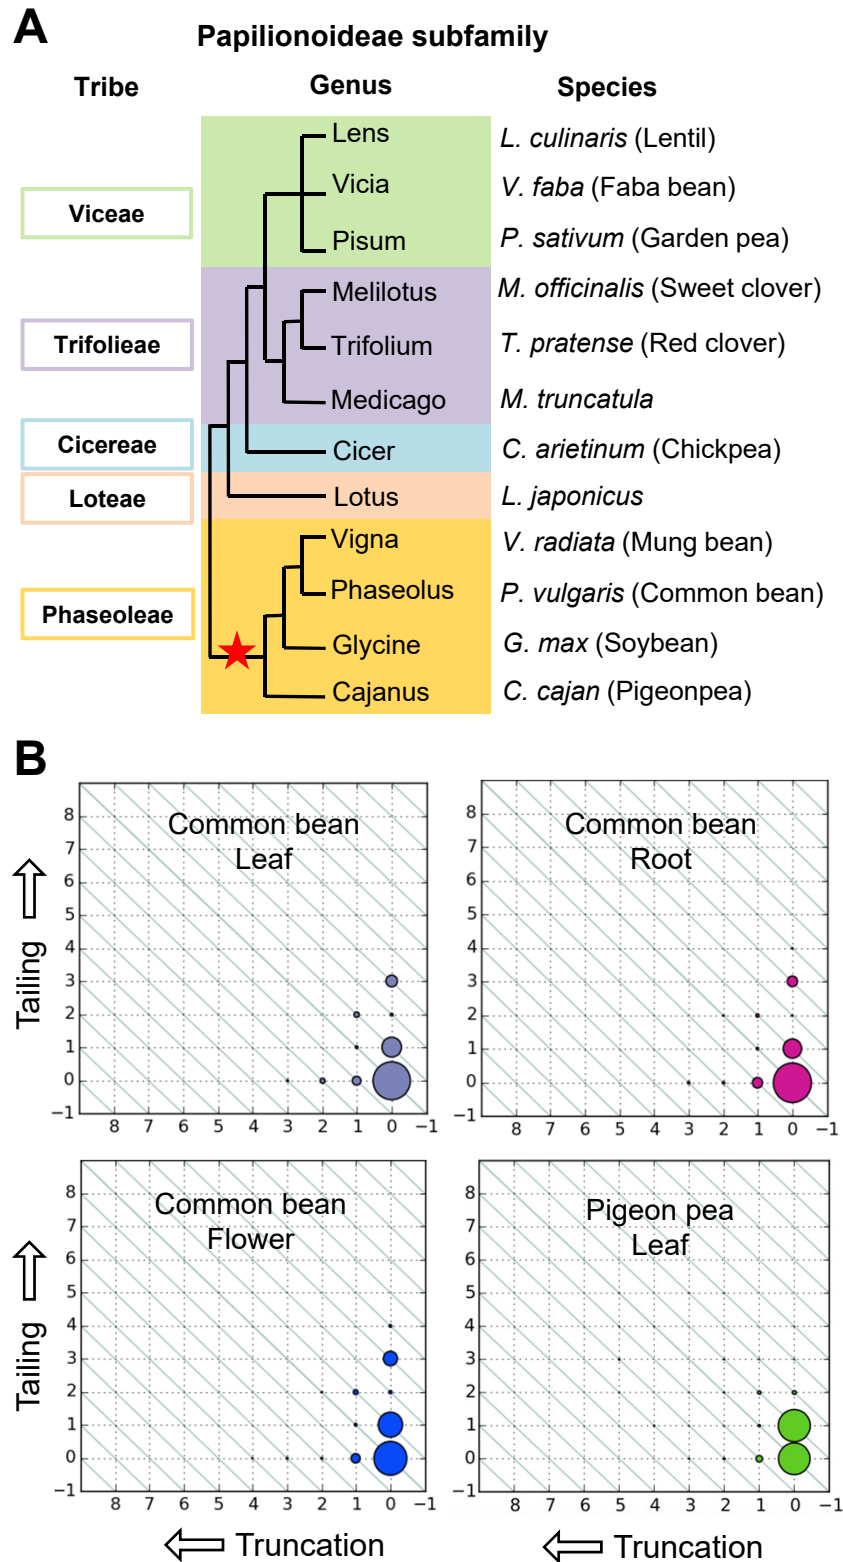 A
Papilionoideae subfamily
Tribe
Genus
Species
Viceae
Lens
L. culinaris (Lentil)
Vicia
V. faba (Faba bean)
Pisum
P. sativum (Garden pea)
Trifolieae
Melilotus
M. officinalis (Sweet clover)
Trifolium
T. pratense (Red clover)
Medicago
M. truncatula
Cicereae
Cicer
C. arietinum (Chickpea)
Loteae
Lotus
L. japonicus
Phaseoleae
Vigna
V. radiata (Mung bean)
Phaseolus
P. vulgaris (Common bean)
Glycine
G. max (Soybean)
Cajanus
C. cajan (Pigeonpea)
B
Common bean
Leaf
Tailing
8
7
6
5
4
3
2
1
0
−1
8 7 6 5 4 3 2 1 0 −1
Common bean
Root
8
7
6
5
4
3
2
1
0
−1
8 7 6 5 4 3 2 1 0 −1
Common bean
Flower
Tailing
8
7
6
5
4
3
2
1
0
−1
8 7 6 5 4 3 2 1 0 −1
Truncation
Pigeon pea
Leaf
8
7
6
5
4
3
2
1
0
−1
8 7 6 5 4 3 2 1 0 −1
Truncation